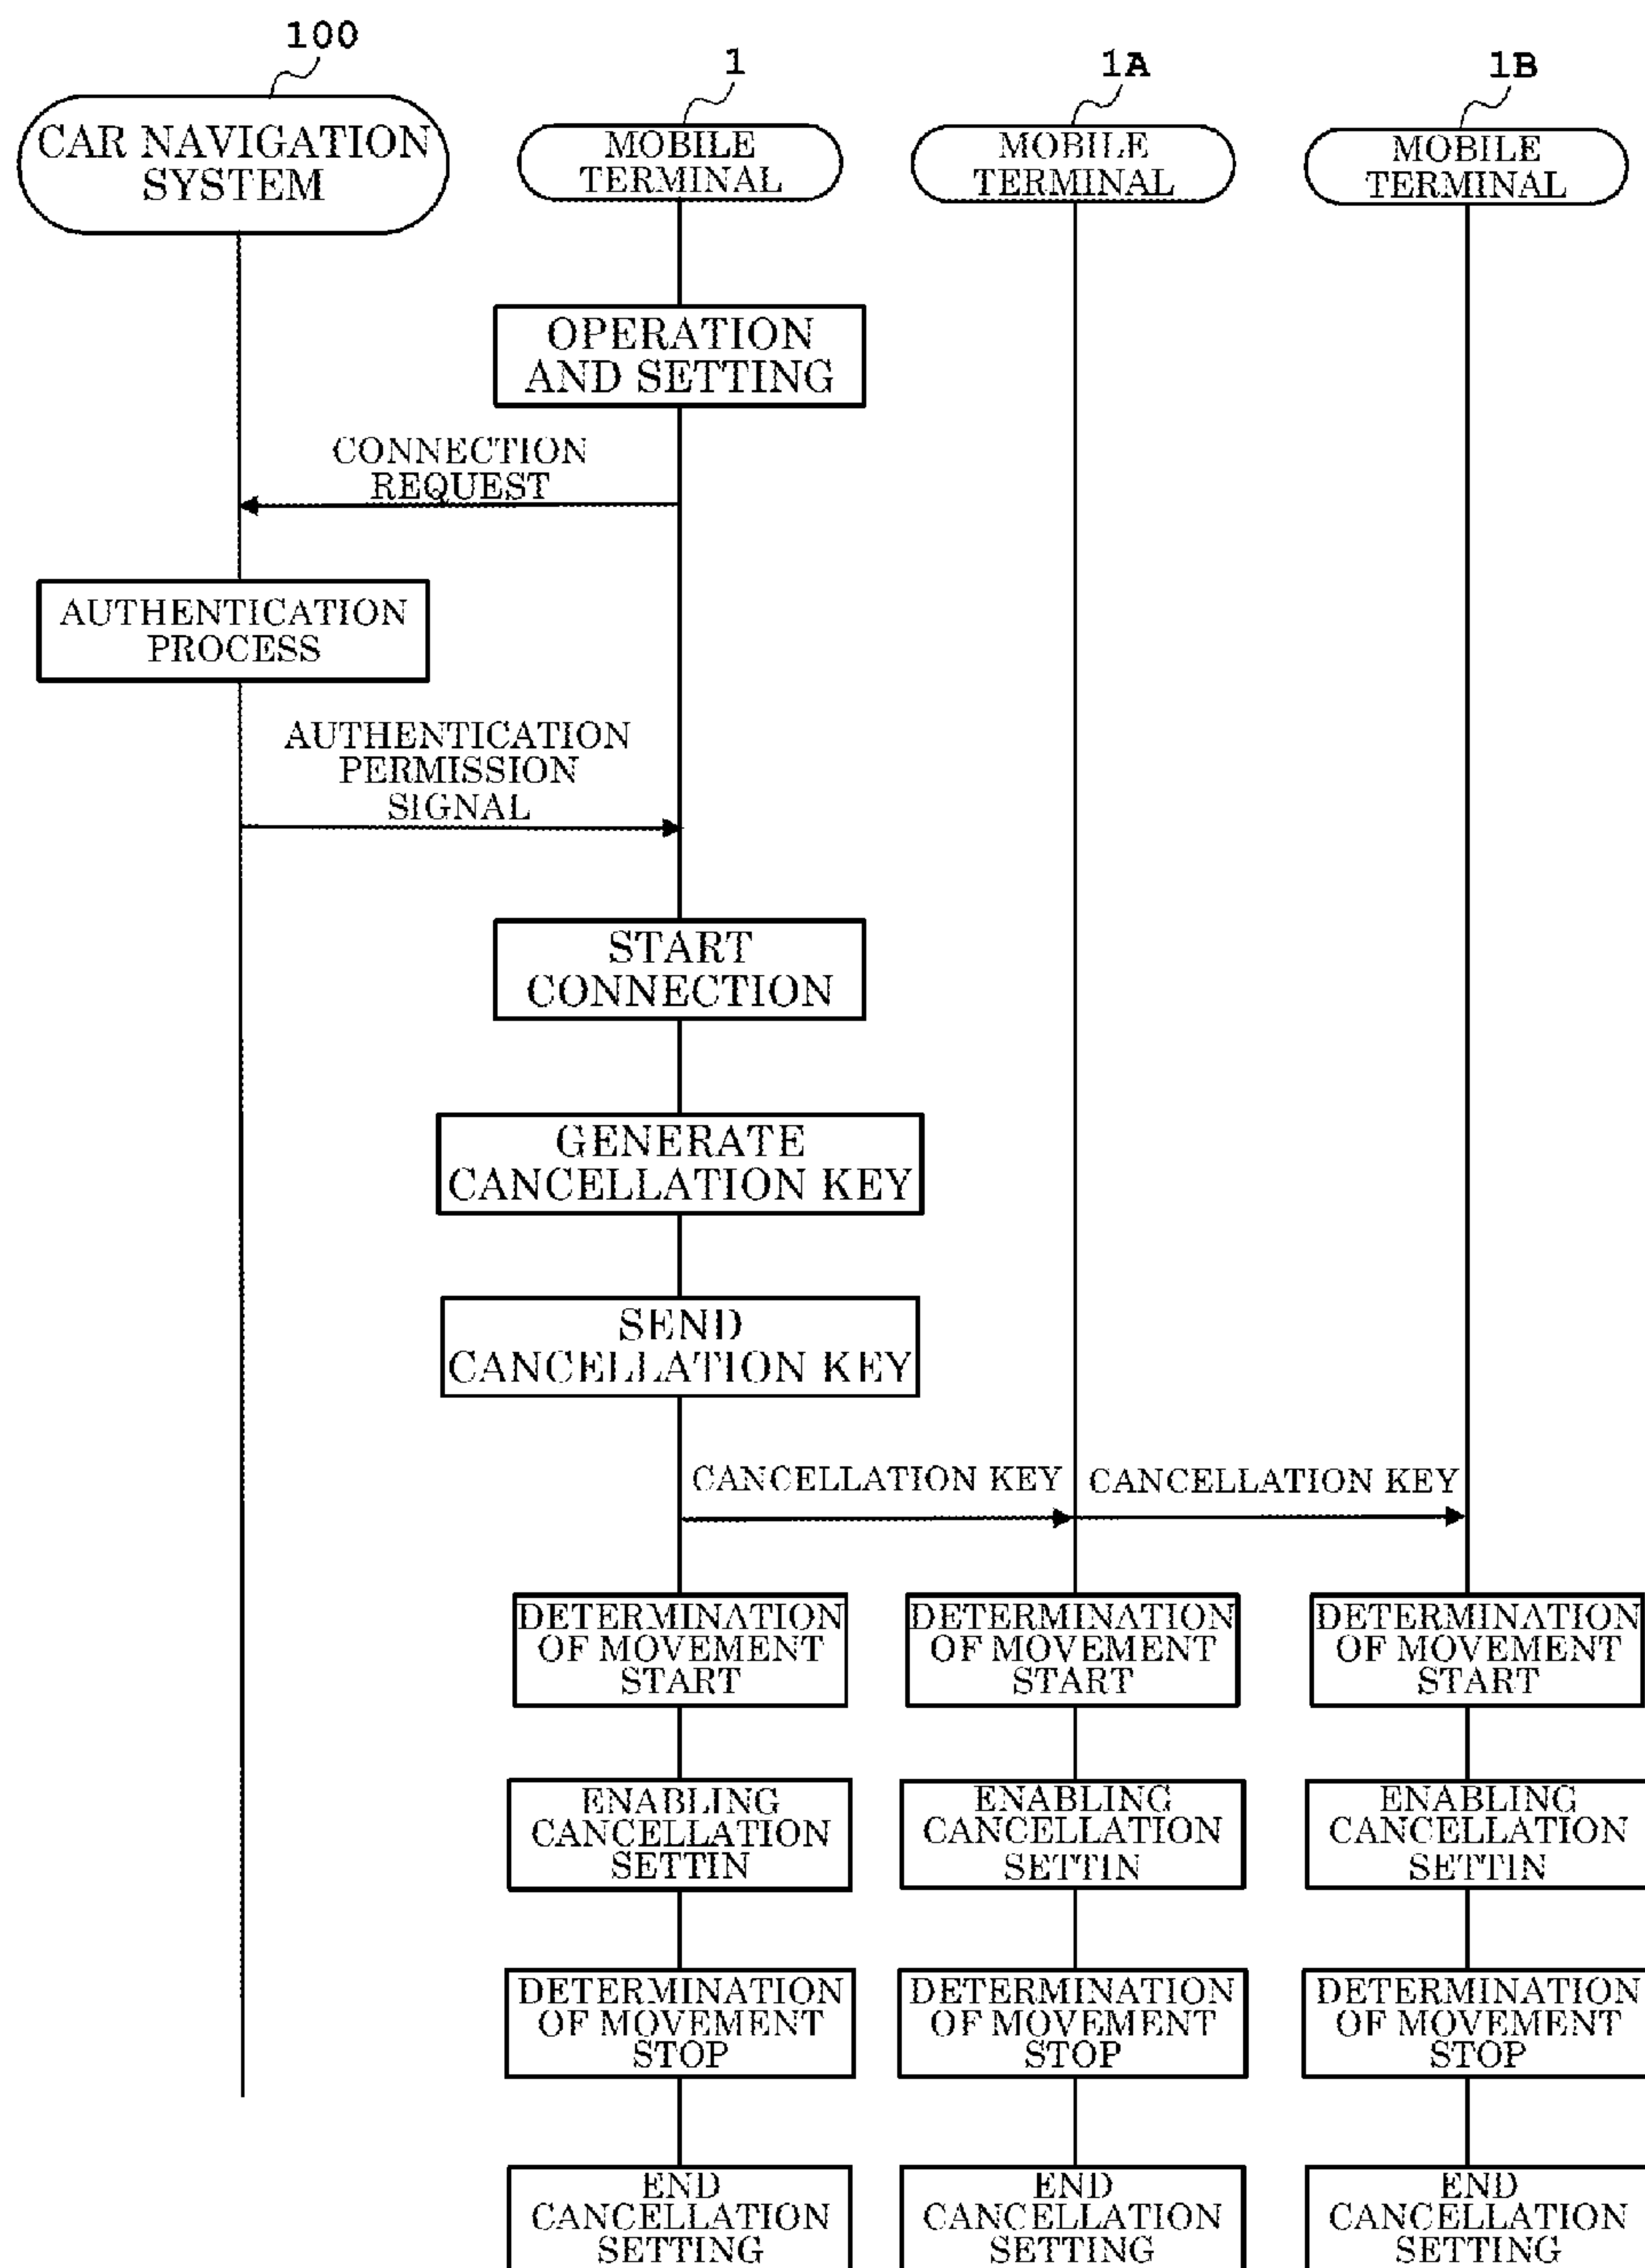 100
1
1A
1B
CAR NAVIGATION
SYSTEM
MOBILE
TERMINAL
MOBILE
TERMINAL
MOBILE
TERMINAL
OPERATION
AND SETTING
CONNECTION
REQUEST
AUTHENTICATION
PROCESS
AUTHENTICATION
PERMISSION
SIGNAL
START
CONNECTION
GENERATE
CANCELLATION KEY
SEND
CANCELLATION KEY
CANCELLATION KEY
CANCELLATION KEY
DETERMINATION
OF MOVEMENT
START
DETERMINATION
OF MOVEMENT
START
DETERMINATION
OF MOVEMENT
START
ENABLING
CANCELLATION
SETTIN
ENABLING
CANCELLATION
SETTIN
ENABLING
CANCELLATION
SETTIN
DETERMINATION
OF MOVEMENT
STOP
DETERMINATION
OF MOVEMENT
STOP
DETERMINATION
OF MOVEMENT
STOP
END
CANCELLATION
SETTING
END
CANCELLATION
SETTING
END
CANCELLATION
SETTING